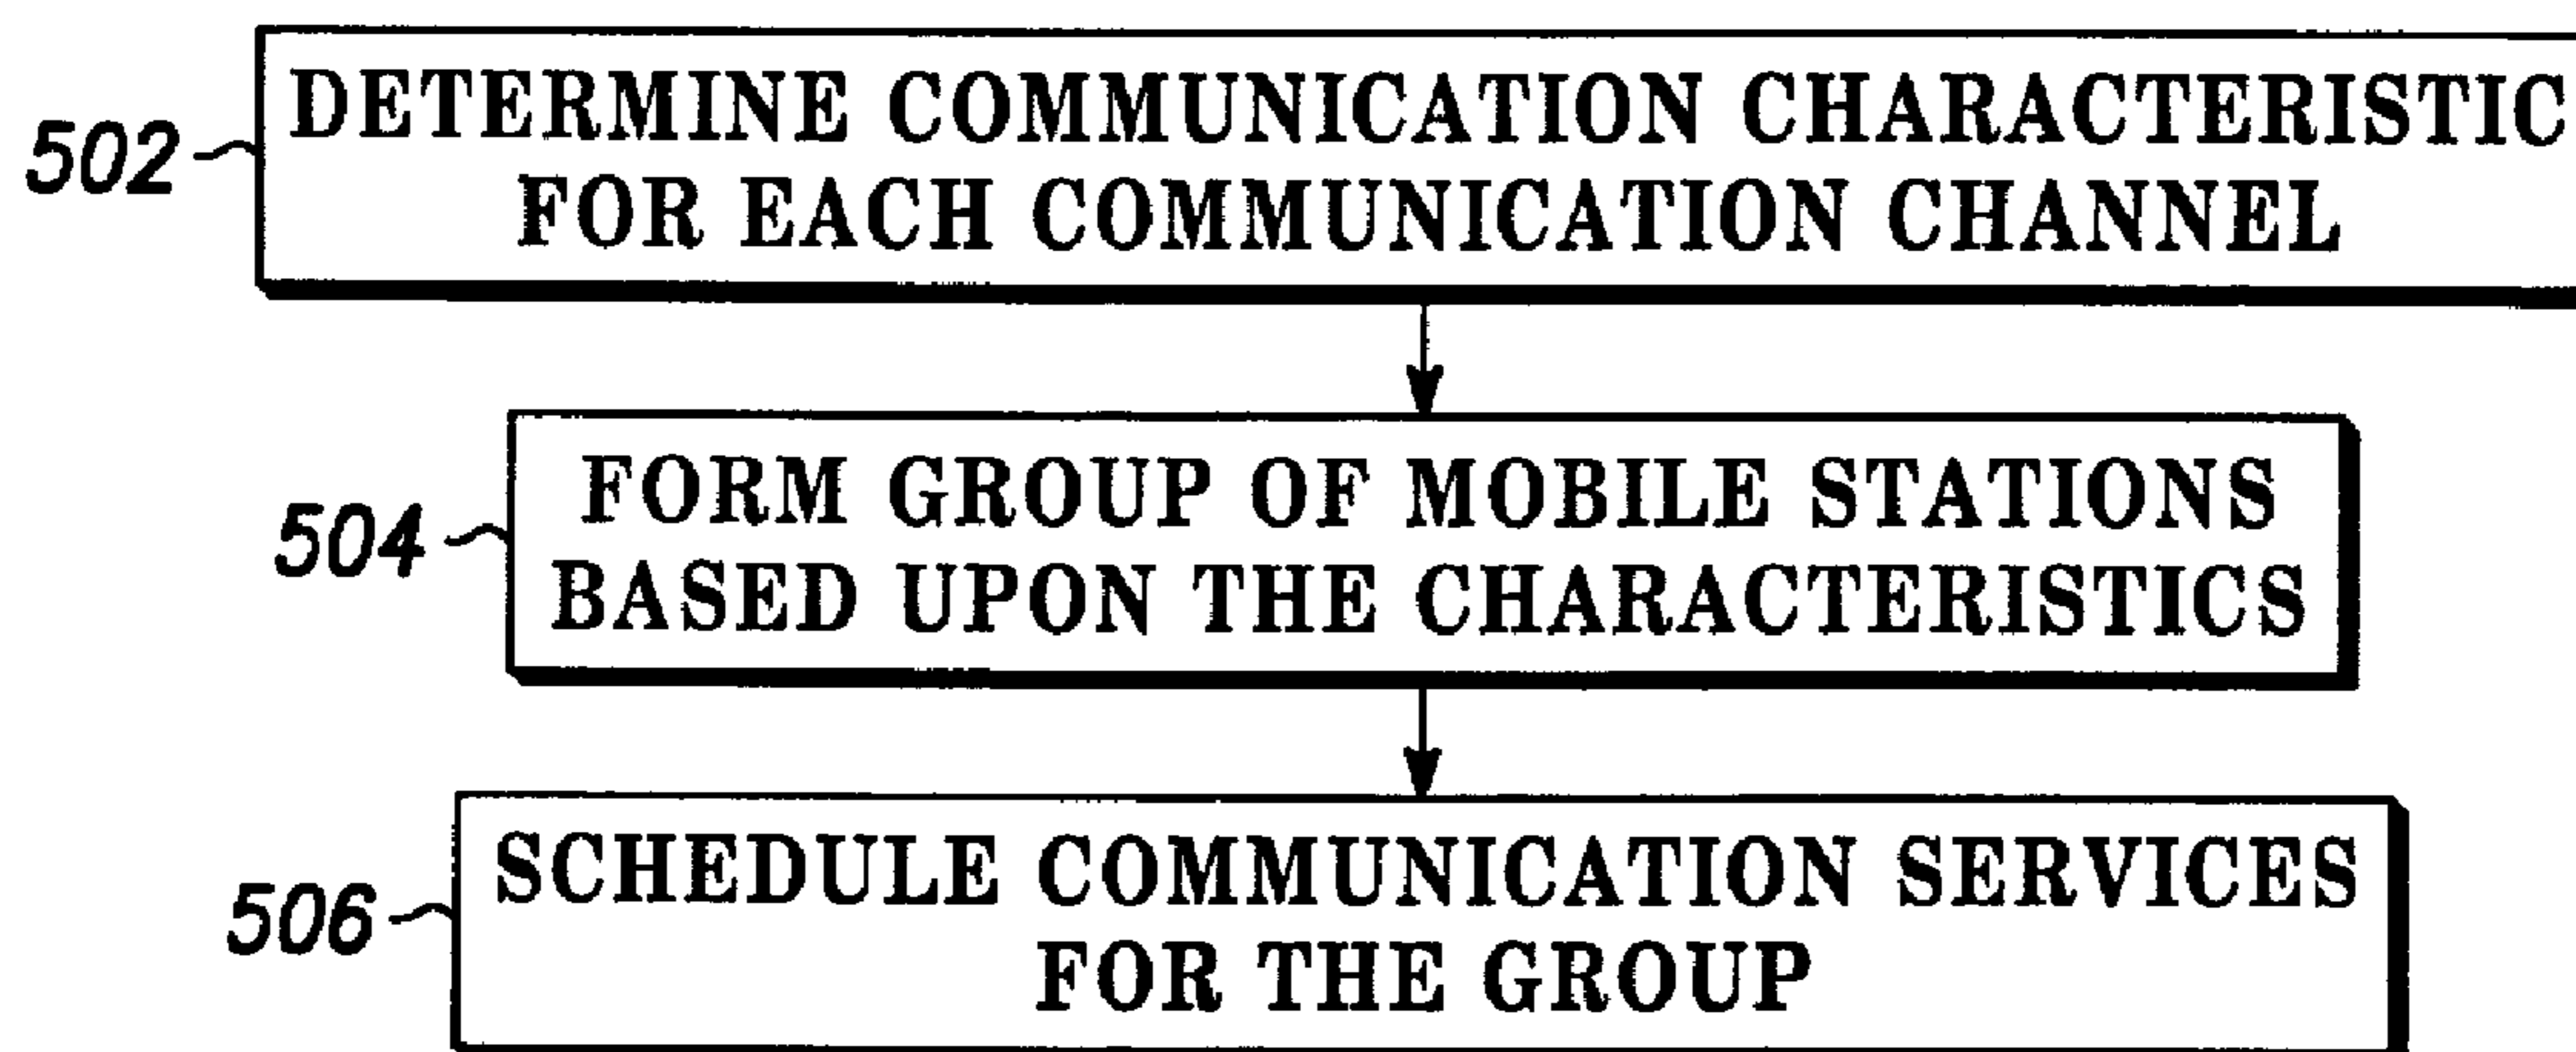 502
DETERMINE COMMUNICATION CHARACTERISTIC
FOR EACH COMMUNICATION CHANNEL
504
FORM GROUP OF MOBILE STATIONS
BASED UPON THE CHARACTERISTICS
506
SCHEDULE COMMUNICATION SERVICES
FOR THE GROUP